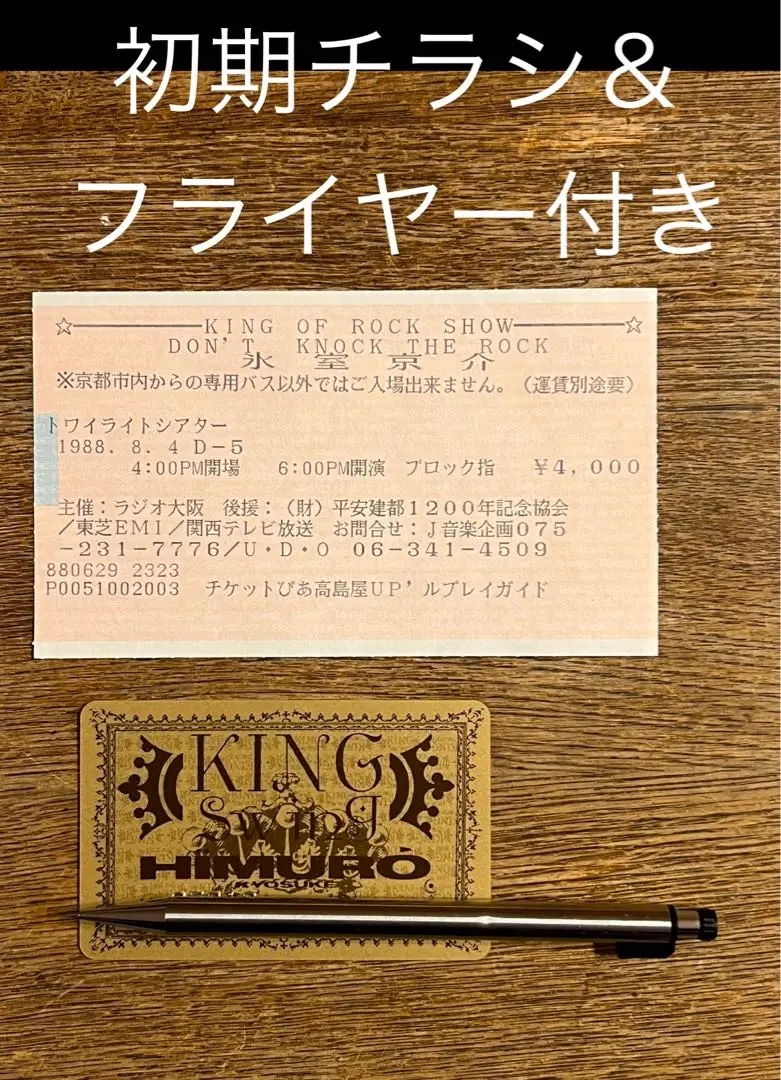 初期チラシ&
フライヤー付き
☆―――――KING OF ROCK SHOW―――――☆
DON'T KNOCK THE ROCK
氷室京介
※京都市内からの専用バス以外ではご入場出来ません。（運賃別途要）
トワイライトシアター
1988. 8. 4 D-5
4:00PM開場 6:00PM開演 ブロック指 ￥4,000
主催：ラジオ大阪 後援：（財）平安建都1200年記念協会
／東芝EMI／関西テレビ放送 お問合せ：J音楽企画075
-231-7776/U・D・O 06-341-4509
880629 2323
P0051002003 チケットぴあ高島屋UP'ルプレイガイド
KING
Swing
HIMURO
KYOSUKE